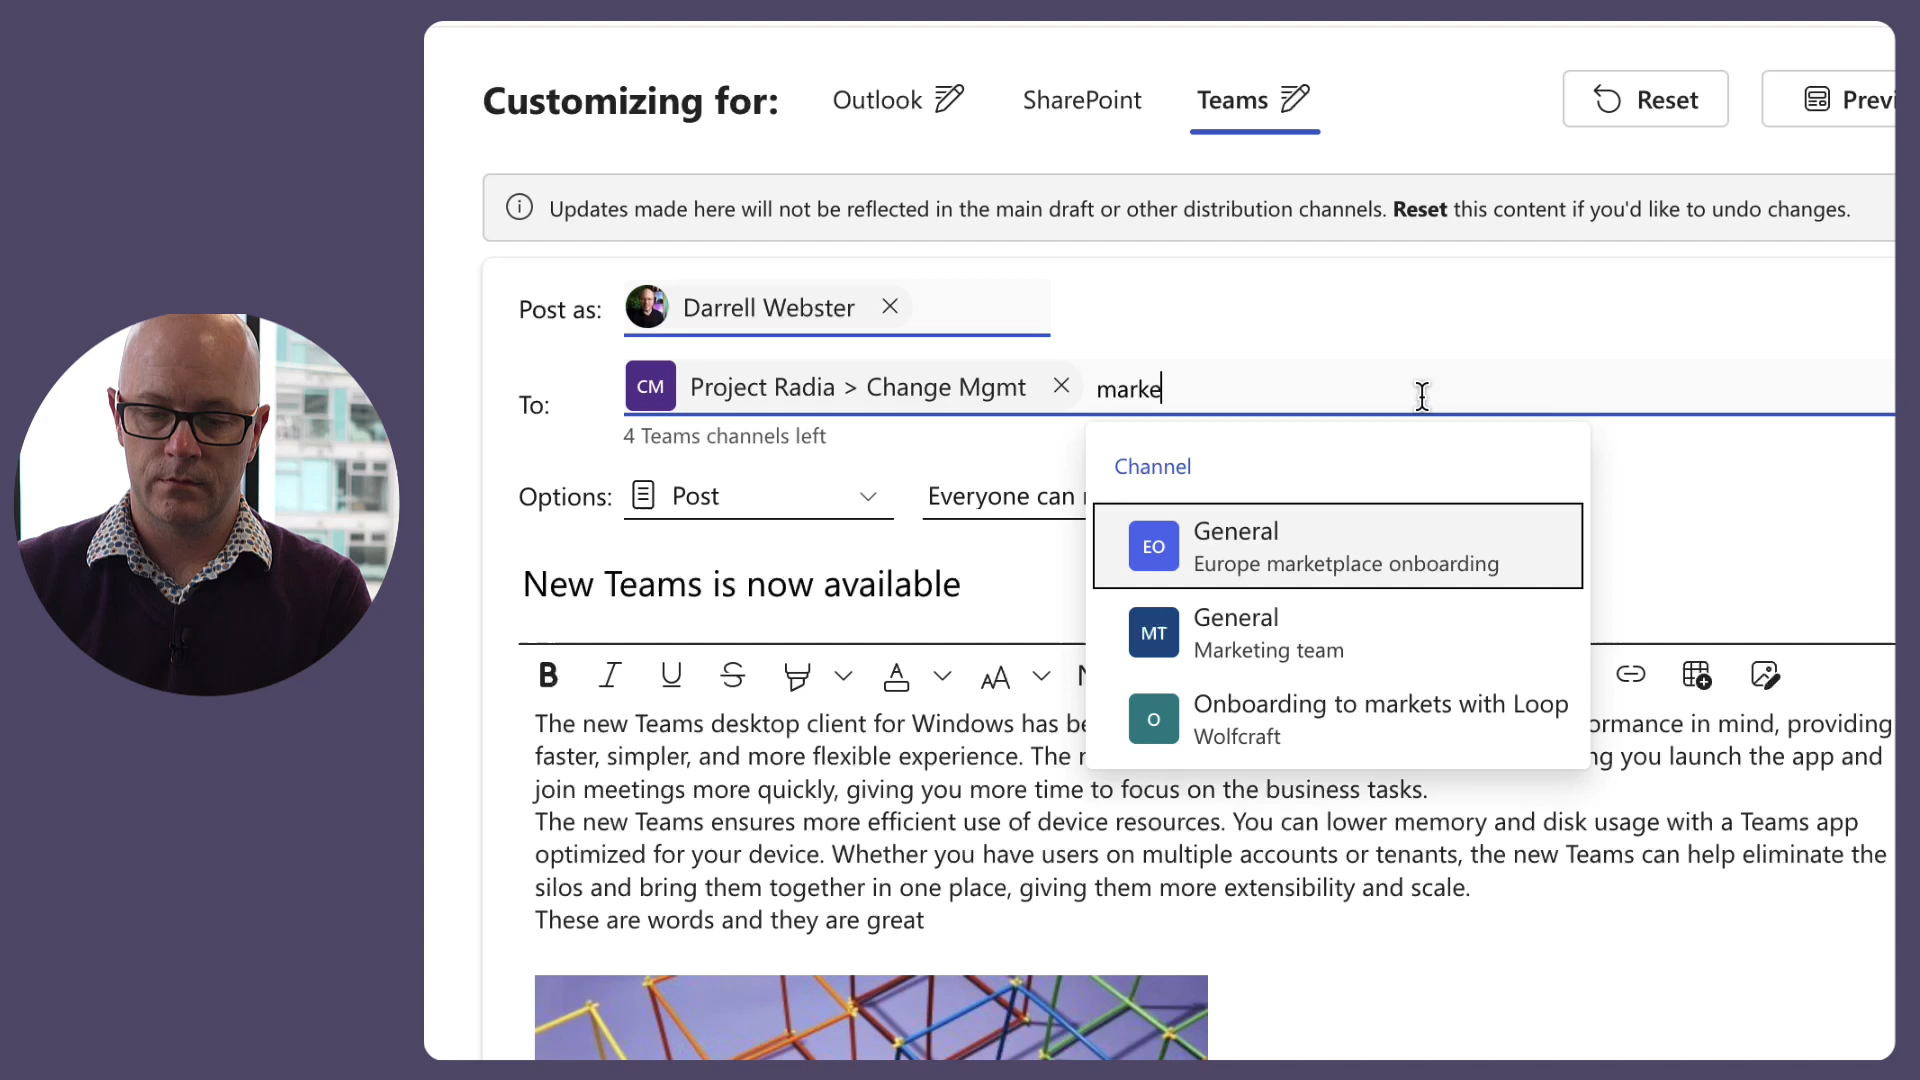 Customizing for:
Outlook
SharePoint
Teams
Reset
Previ
Updates made here will not be reflected in the main draft or other distribution channels. Reset this content if you'd like to undo changes.
Post as:
Darrell Webster
To:
CM
Project Radia > Change Mgmt
marke
4 Teams channels left
Options:
Post
Everyone can
Channel
EO
General
Europe marketplace onboarding
MT
General
Marketing team
O
Onboarding to markets with Loop
Wolfcraft
New Teams is now available
B I U S A AA
The new Teams desktop client for Windows has be ormance in mind, providing
faster, simpler, and more flexible experience. The ng you launch the app and
join meetings more quickly, giving you more time to focus on the business tasks.
The new Teams ensures more efficient use of device resources. You can lower memory and disk usage with a Teams app
optimized for your device. Whether you have users on multiple accounts or tenants, the new Teams can help eliminate the
silos and bring them together in one place, giving them more extensibility and scale.
These are words and they are great